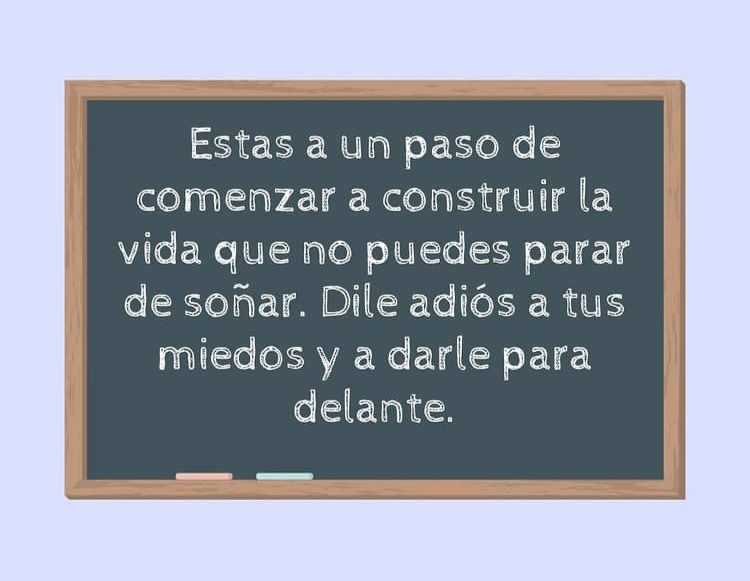 Estas a un paso de
comenzar a construir la
vida que no puedes parar
de soñar. Dile adiós a tus
miedos y a darle para
delante.